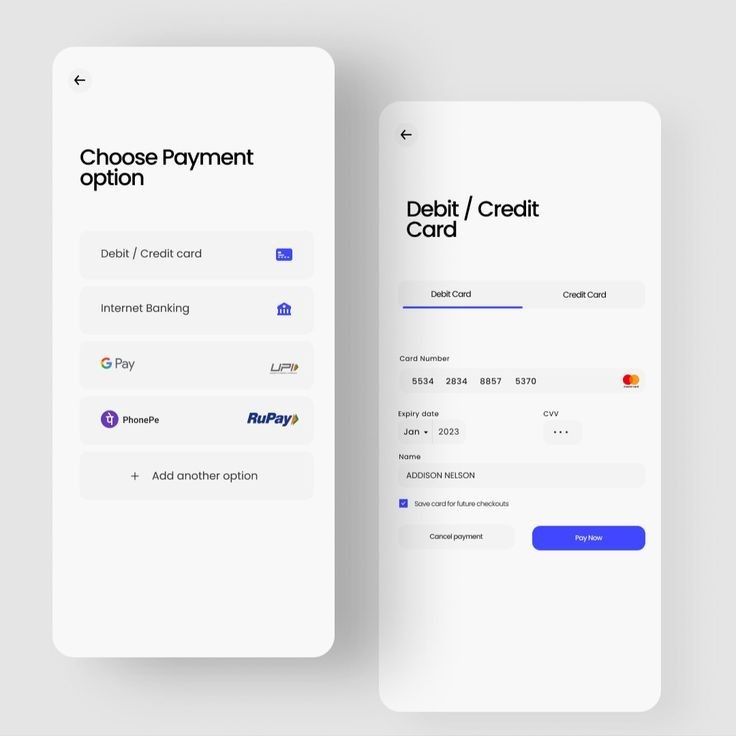 Choose Payment
option
Debit / Credit card
Internet Banking
G Pay
UPI
PhonePe
RuPay
+ Add another option
Debit / Credit
Card
Debit Card
Credit Card
Card Number
5534 2834 8857 5370
Expiry date
CVV
Jan 2023
Name
ADDISON NELSON
Save card for future checkouts
Cancel payment
Pay Now